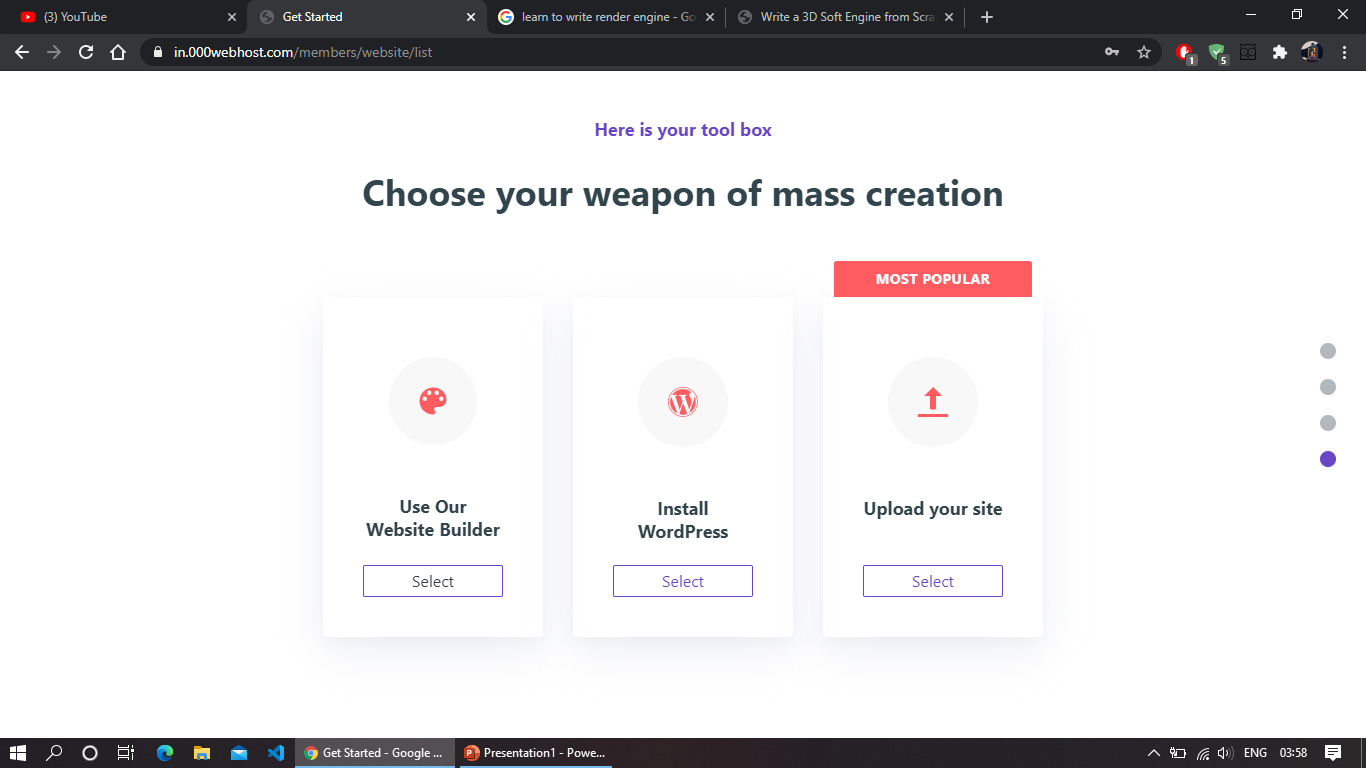 (3) YouTube
Get Started
learn to write render engine - Go
Write a 3D Soft Engine from Scra
in.000webhost.com/members/website/list
1
5
Here is your tool box
Choose your weapon of mass creation
MOST POPULAR
Use Our
Website Builder
Select
Install
WordPress
Select
Upload your site
Select
Get Started - Google ...
Presentation1 - Powe...
ENG
03:58